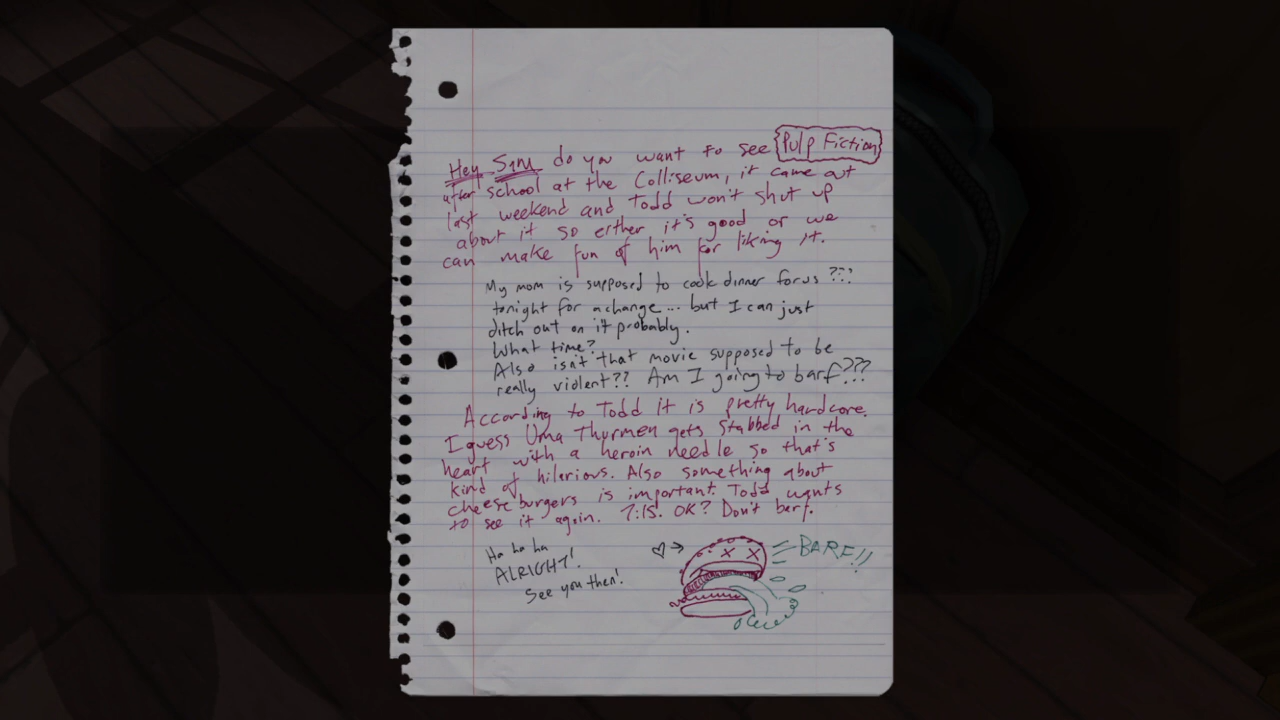 Hey Sam do you want to see Pulp Fiction
after school at the Colliseum, it came out
last weekend and Todd won't shut up
about it so either it's good or we
can make fun of him for liking it.
My mom is supposed to cook dinner for us ???
tonight for a change... but I can just
ditch out on it probably.
What time?
Also isn't that movie supposed to be
really violent?? Am I going to barf???
According to Todd it is pretty hardcore.
I guess Uma Thurmen gets stabbed in the
heart with a heroin needle so that's
kind of hilarious. Also something about
cheeseburgers is important. Todd wants
to see it again. 7:15. OK? Don't barf.
Ha ha ha
ALRIGHT!
See you then!
BARF!!